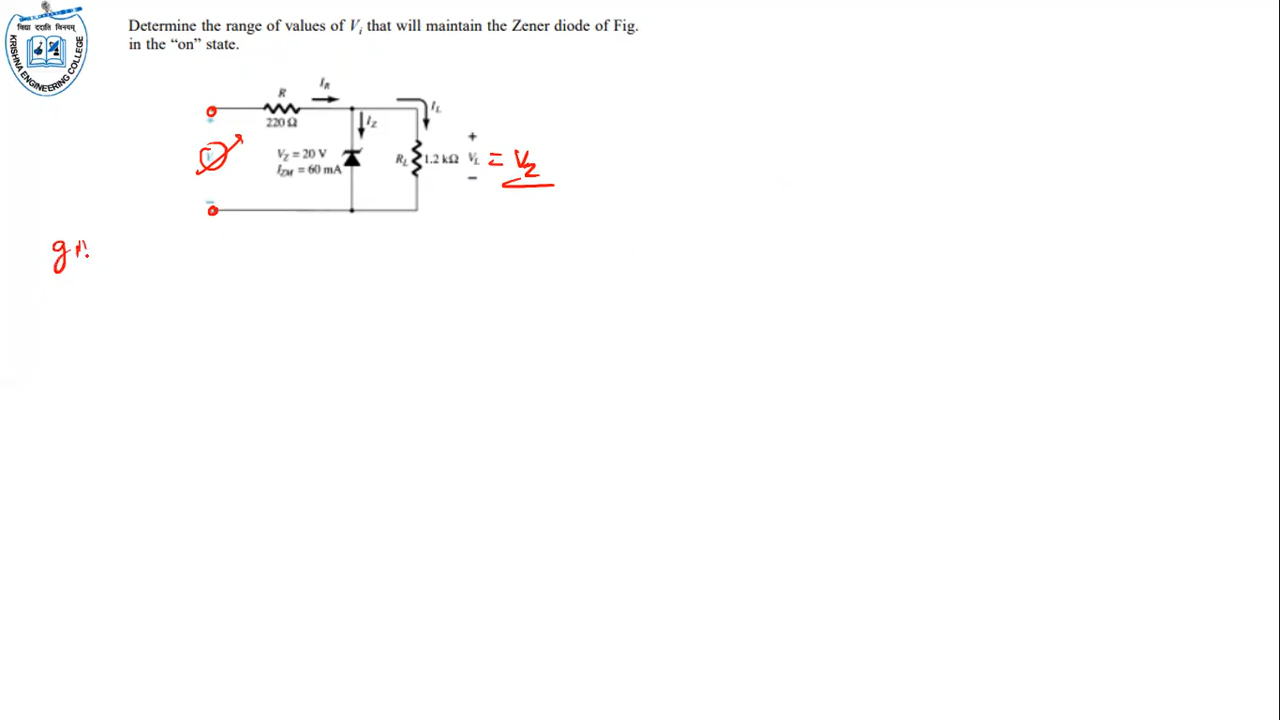 विद्या ददाति विनयम्
KRISHNA ENGINEERING COLLEGE
Determine the range of values of Vi that will maintain the Zener diode of Fig.
in the “on” state.
R
IR
220 Ω
IZ
IL
+
VZ = 20 V
IZM = 60 mA
RL
1.2 kΩ
VL
= Vz
−